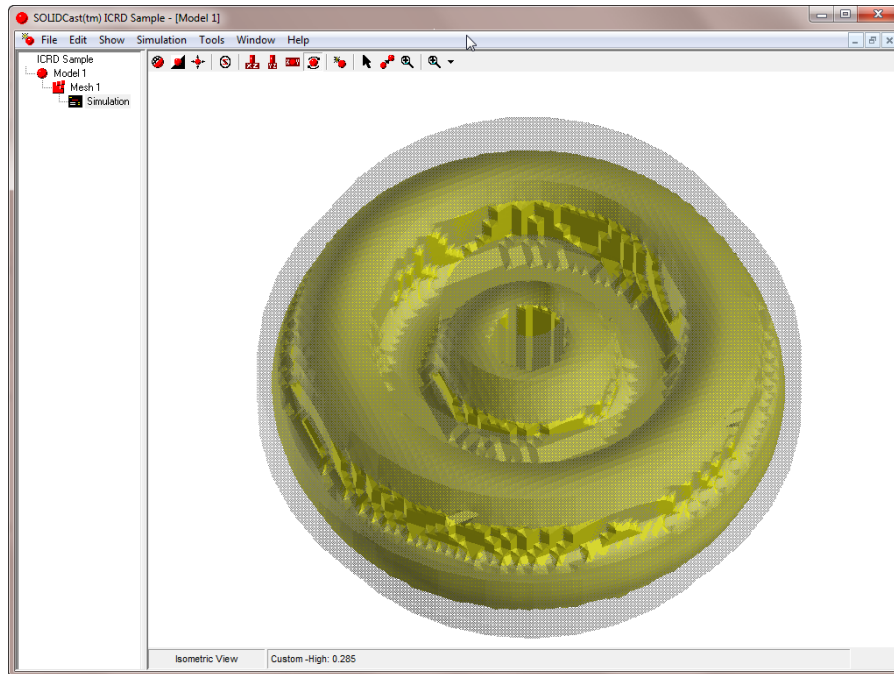 SOLIDCast(tm) ICRD Sample - [Model 1]
File Edit Show Simulation Tools Window Help
ICRD Sample
Model 1
Mesh 1
Simulation
Isometric View Custom -High: 0.285